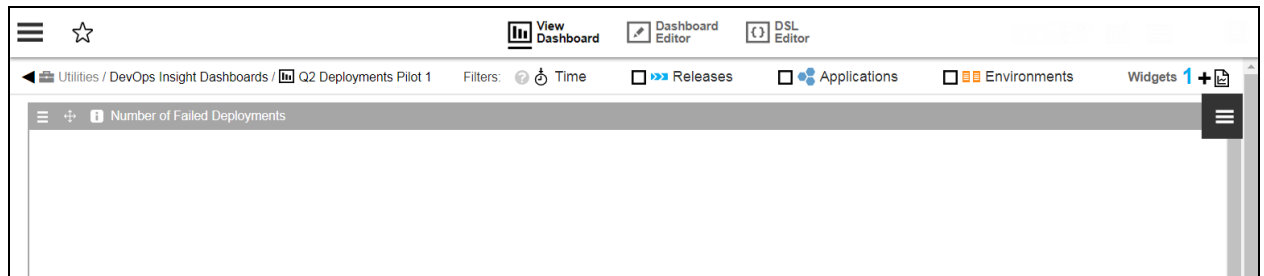 View Dashboard
Dashboard Editor
DSL Editor
Utilities / DevOps Insight Dashboards / Q2 Deployments Pilot 1 Filters: Time Releases Applications Environments Widgets 1
Number of Failed Deployments